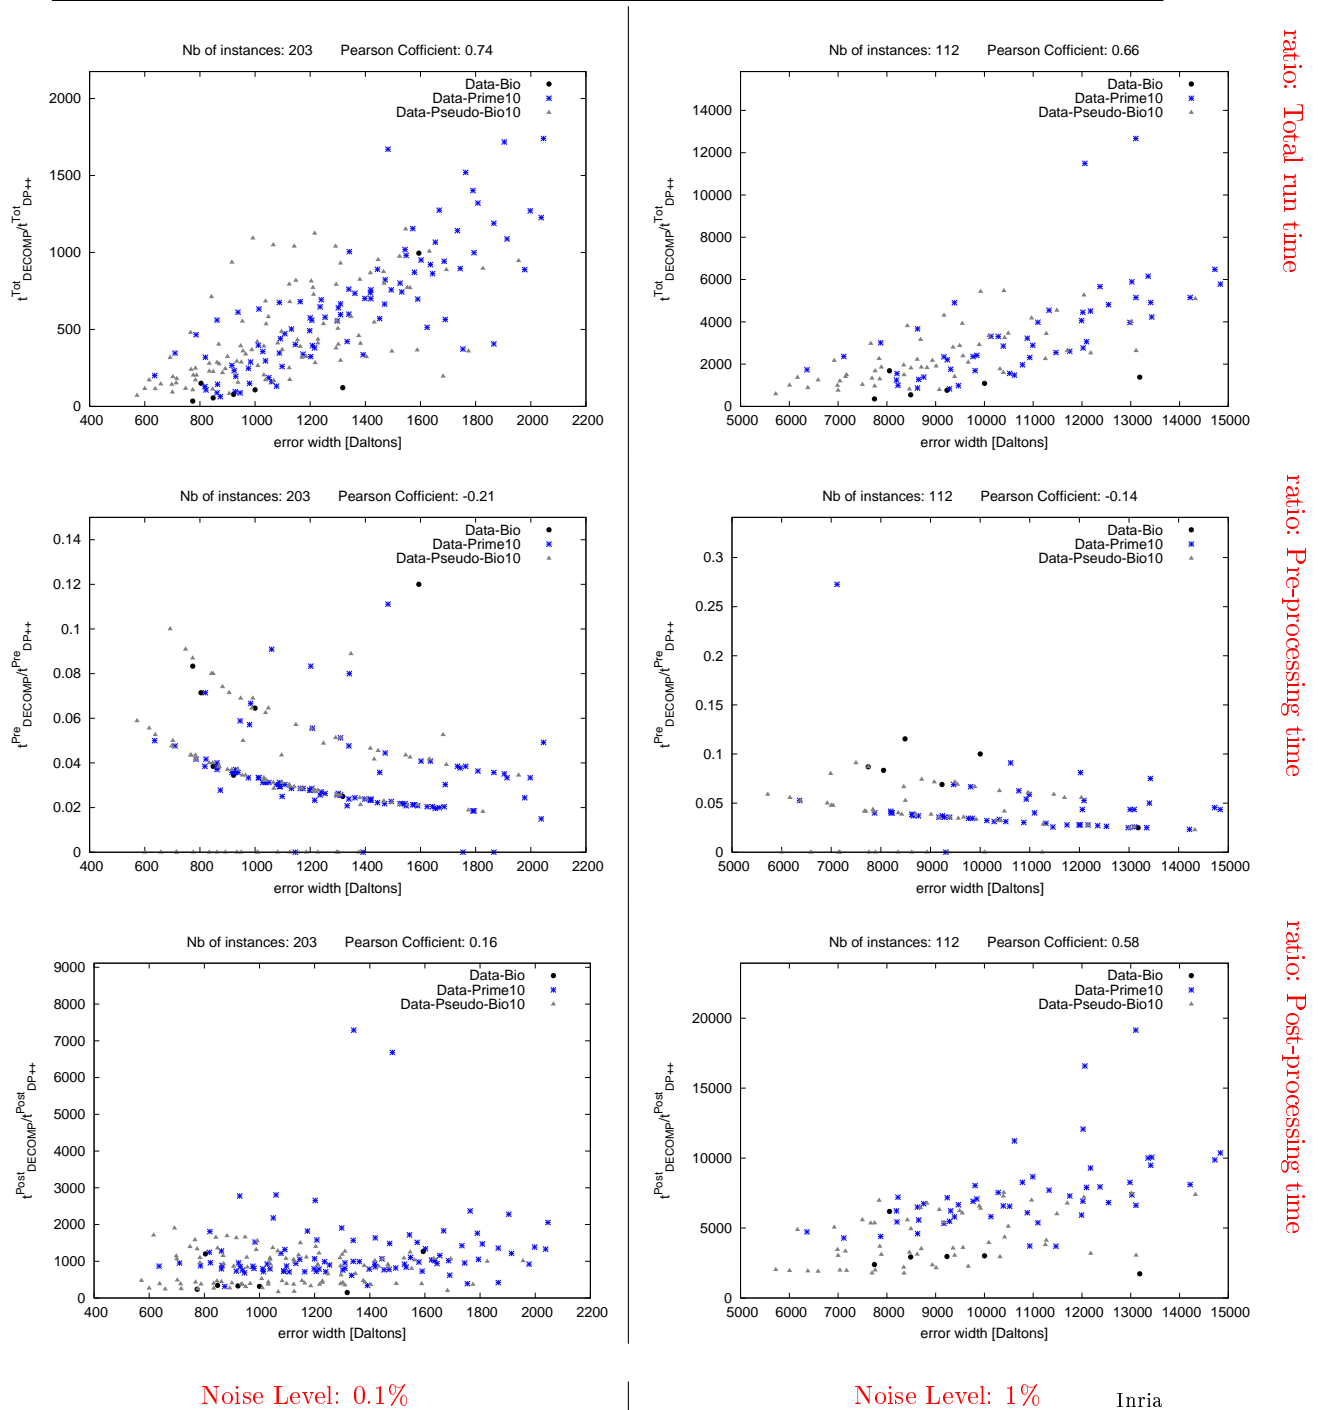 Nb of instances: 203 Pearson Cofficient: 0.74
Data-Bio
Data-Prime10
Data-Pseudo-Bio10
2000
1500
1000
500
0
400 600 800 1000 1200 1400 1600 1800 2000 2200
error width [Daltons]
t^Tot_DECOMP/t^Tot_DP++
Nb of instances: 112 Pearson Cofficient: 0.66
Data-Bio
Data-Prime10
Data-Pseudo-Bio10
14000
12000
10000
8000
6000
4000
2000
0
5000 6000 7000 8000 9000 10000 11000 12000 13000 14000 15000
error width [Daltons]
t^Tot_DECOMP/t^Tot_DP++
ratio: Total run time
Nb of instances: 203 Pearson Cofficient: -0.21
Data-Bio
Data-Prime10
Data-Pseudo-Bio10
0.14
0.12
0.1
0.08
0.06
0.04
0.02
0
400 600 800 1000 1200 1400 1600 1800 2000 2200
error width [Daltons]
t^Pre_DECOMP/t^Pre_DP++
Nb of instances: 112 Pearson Cofficient: -0.14
Data-Bio
Data-Prime10
Data-Pseudo-Bio10
0.3
0.25
0.2
0.15
0.1
0.05
0
5000 6000 7000 8000 9000 10000 11000 12000 13000 14000 15000
error width [Daltons]
t^Pre_DECOMP/t^Pre_DP++
ratio: Pre-processing time
Nb of instances: 203 Pearson Cofficient: 0.16
Data-Bio
Data-Prime10
Data-Pseudo-Bio10
9000
8000
7000
6000
5000
4000
3000
2000
1000
0
400 600 800 1000 1200 1400 1600 1800 2000 2200
error width [Daltons]
t^Post_DECOMP/t^Post_DP++
Nb of instances: 112 Pearson Cofficient: 0.58
Data-Bio
Data-Prime10
Data-Pseudo-Bio10
20000
15000
10000
5000
0
5000 6000 7000 8000 9000 10000 11000 12000 13000 14000 15000
error width [Daltons]
t^Post_DECOMP/t^Post_DP++
ratio: Post-processing time
Noise Level: 0.1%
Noise Level: 1%
Inria